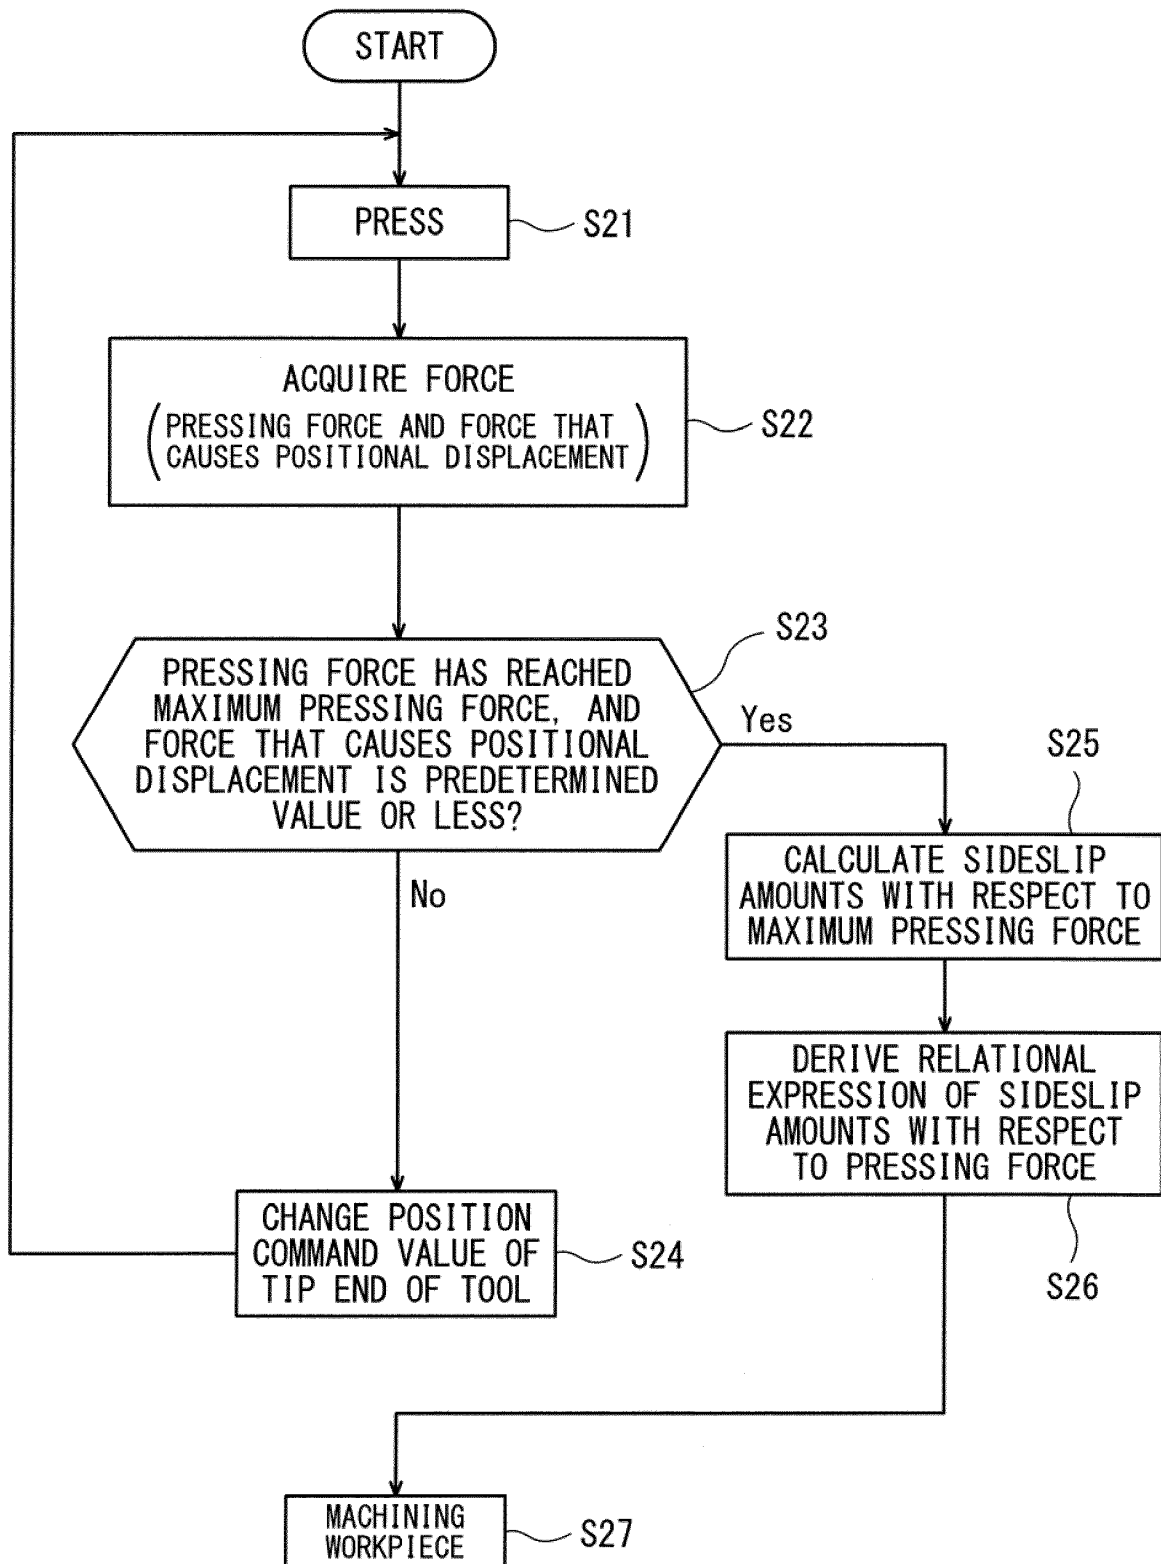 START
PRESS
S21
ACQUIRE FORCE
(PRESSING FORCE AND FORCE THAT
CAUSES POSITIONAL DISPLACEMENT)
S22
S23
PRESSING FORCE HAS REACHED
MAXIMUM PRESSING FORCE, AND
FORCE THAT CAUSES POSITIONAL
DISPLACEMENT IS PREDETERMINED
VALUE OR LESS?
Yes
No
S25
CALCULATE SIDESLIP
AMOUNTS WITH RESPECT TO
MAXIMUM PRESSING FORCE
DERIVE RELATIONAL
EXPRESSION OF SIDESLIP
AMOUNTS WITH RESPECT
TO PRESSING FORCE
S26
CHANGE POSITION
COMMAND VALUE OF
TIP END OF TOOL
S24
MACHINING
WORKPIECE
S27